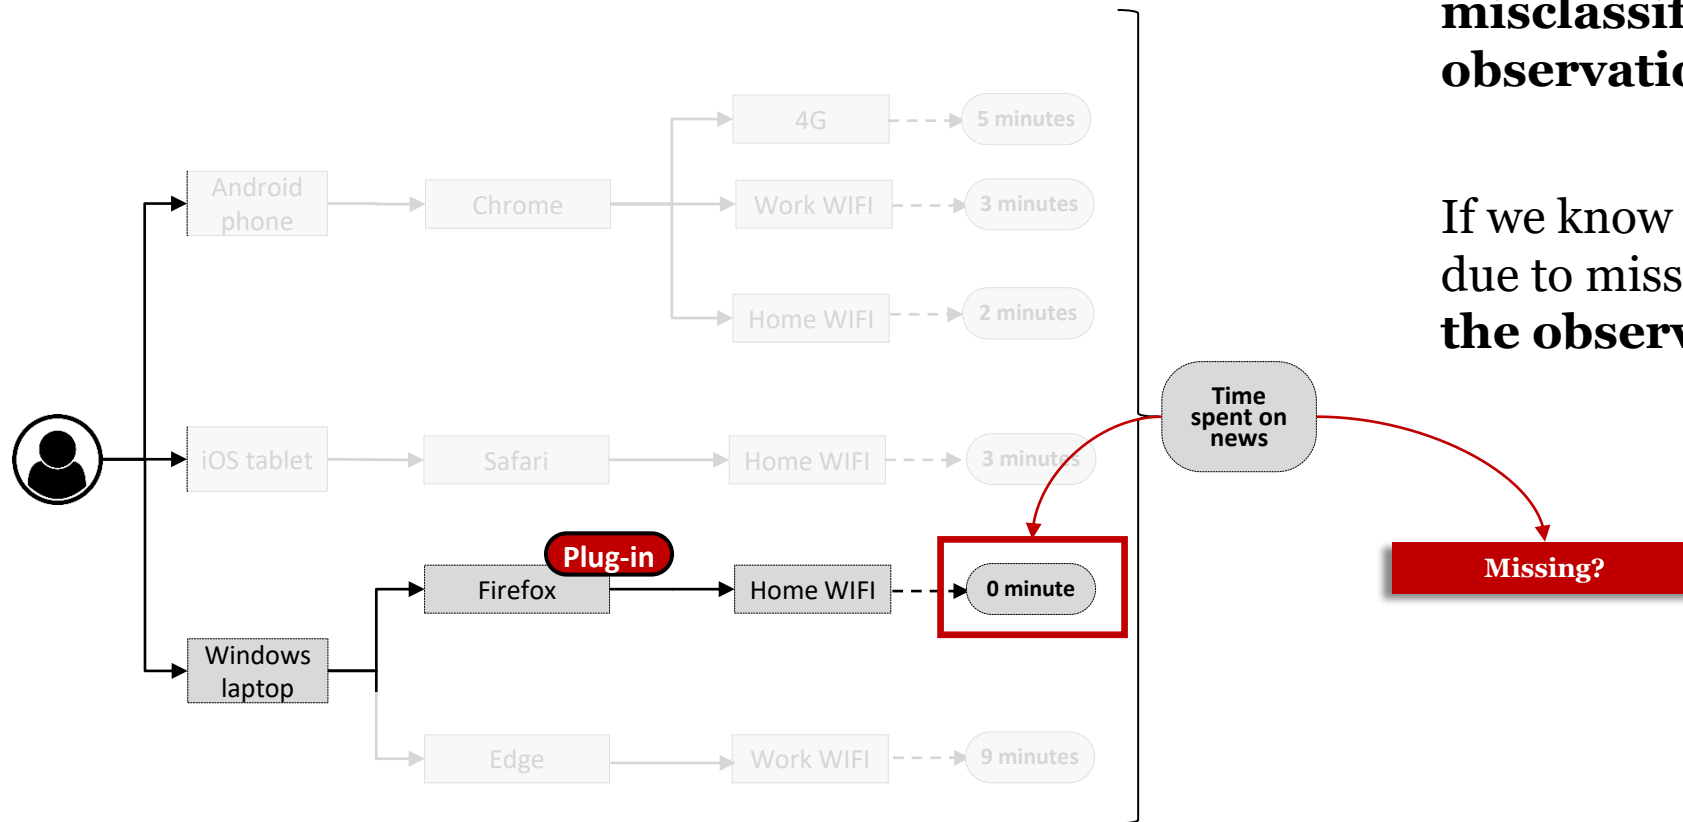 misclassif
observatio
If we know
due to miss
the observ
4G
5 minutes
Android
phone
Chrome
Work WIFI
3 minutes
Home WIFI
2 minutes
Time
spent on
news
iOS tablet
Safari
Home WIFI
3 minutes
Plug-in
Firefox
Home WIFI
0 minute
Missing?
Windows
laptop
Edge
Work WIFI
9 minutes